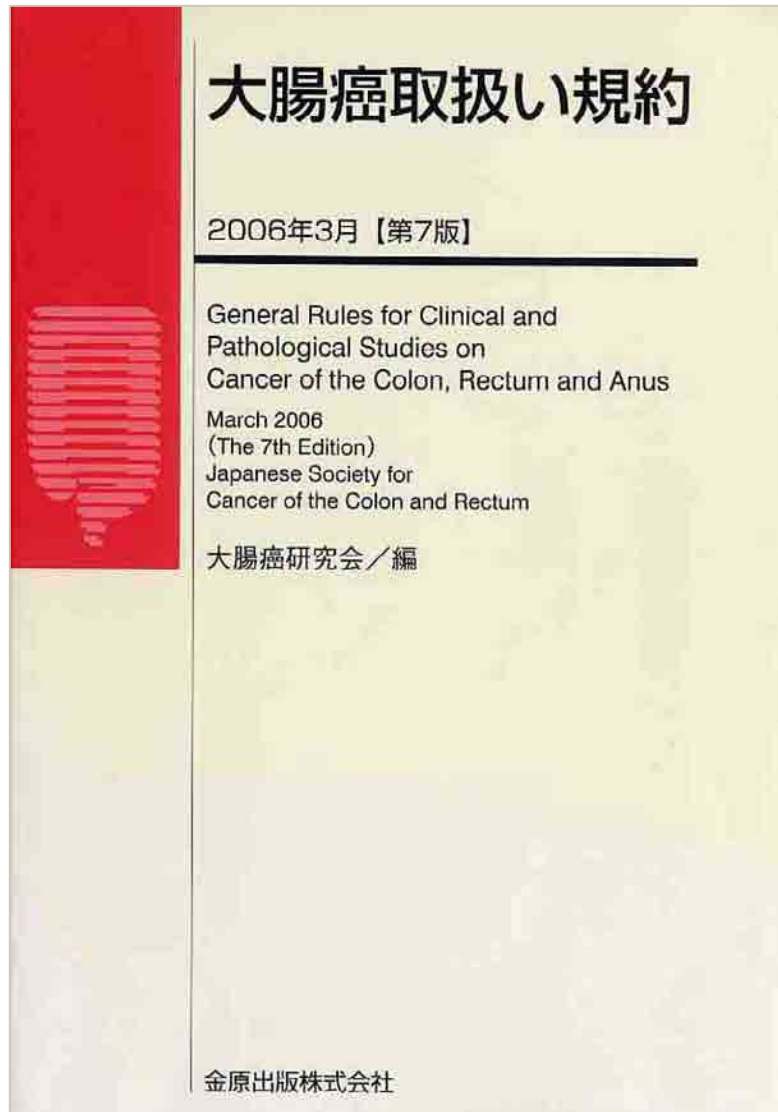 大腸癌取扱い規約
2006年3月【第7版】
General Rules for Clinical and
Pathological Studies on
Cancer of the Colon, Rectum and Anus
March 2006
(The 7th Edition)
Japanese Society for
Cancer of the Colon and Rectum
大腸癌研究会／編
金原出版株式会社